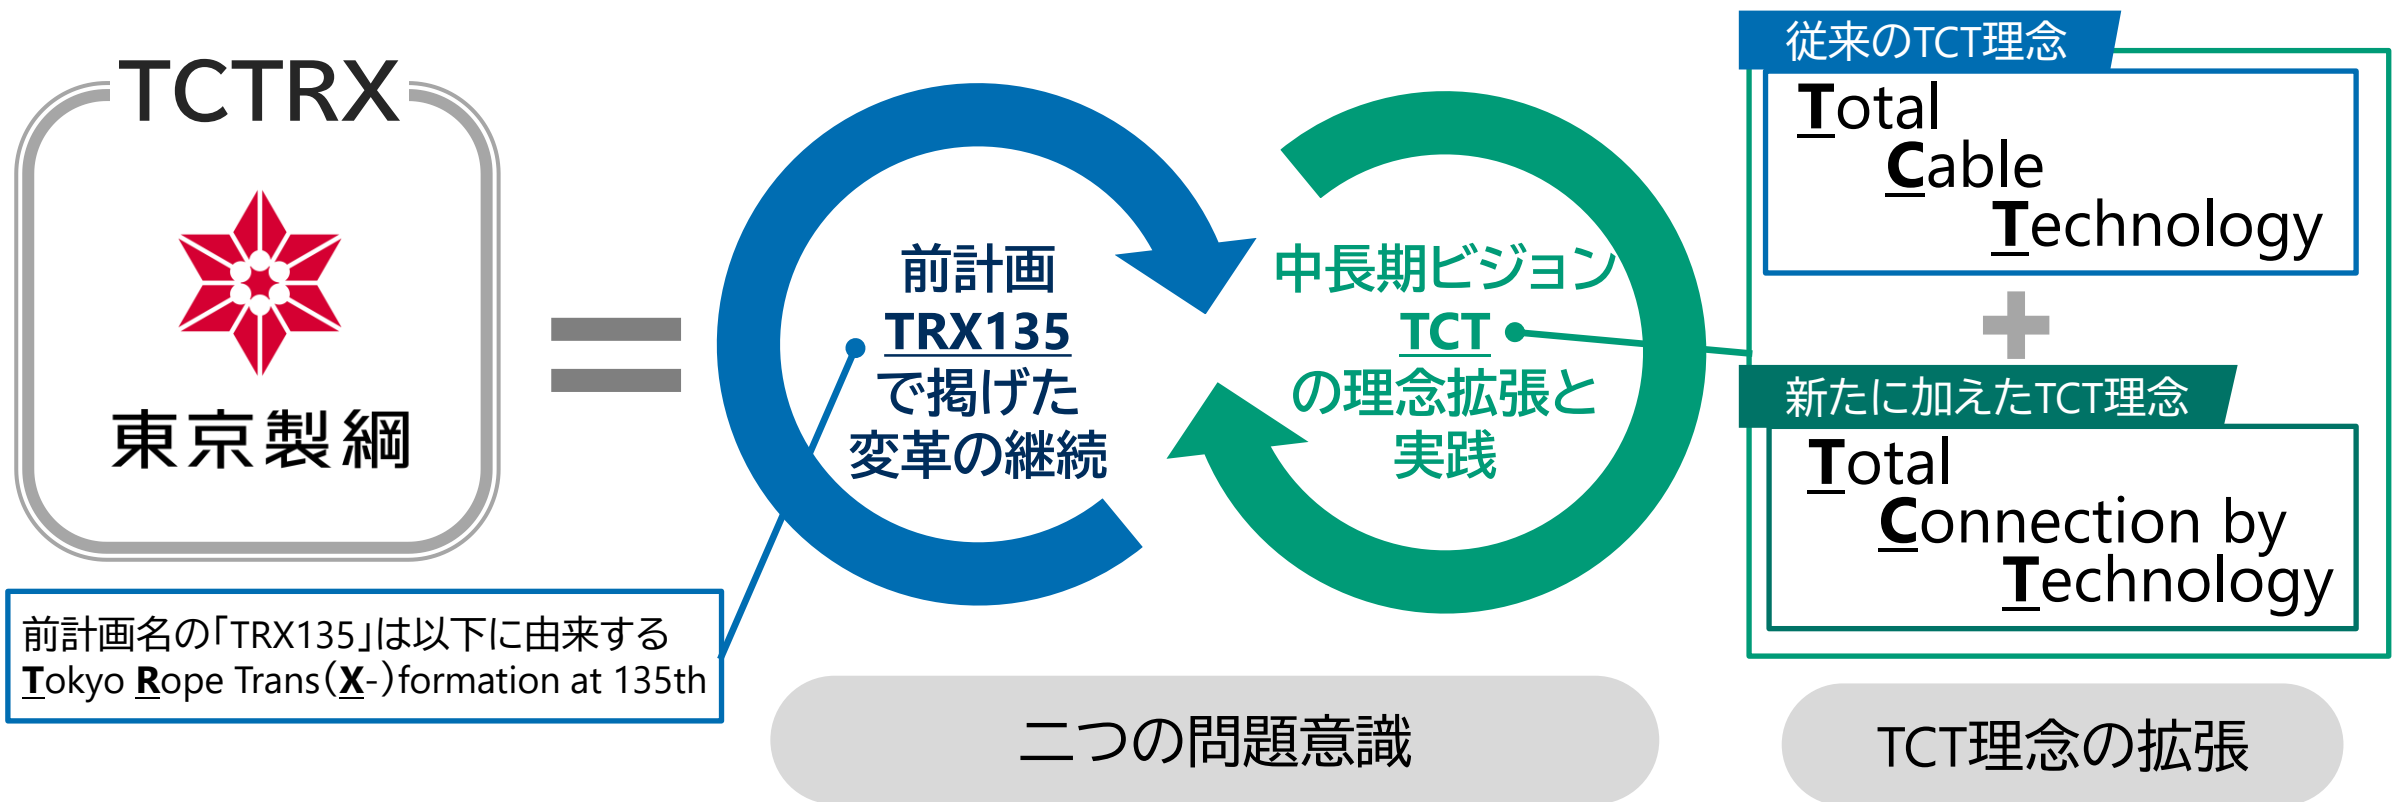 TCTRX
東京製綱
前計画
TRX135
で掲げた
変革の継続
中長期ビジョン
TCT
の理念拡張と
実践
前計画名の「TRX135」は以下に由来する
Tokyo Rope Trans（X-）formation at 135th
二つの問題意識
従来のTCT理念
Total
Cable
Technology
新たに加えたTCT理念
Total
Connection by
Technology
TCT理念の拡張